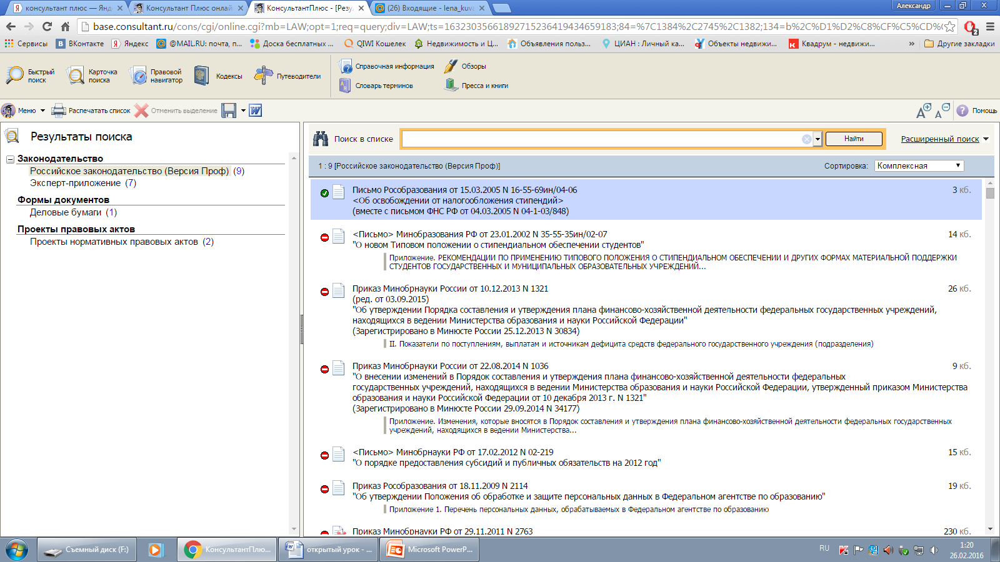 консультант плюс — Янд
Консультант Плюс онлай
КонсультантПлюс - [Резу
(26) Входящие - lena_kuva
Александр
base.consultant.ru/cons/cgi/online.cgi?mb=LAW;opt=1;req=query;div=LAW;ts=16323035661892715236419434659183;84=%7C1384%2C2745%2C1382;134=b%2C%D1%D2%C8%CF%C5%CD%
Сервисы
ВКонтакте
Яндекс
@MAIL.RU: почта, п...
Доска бесплатных ...
QIWI Кошелек
Недвижимость и Ц...
Объявления польз...
ЦИАН : Личный ка...
Объекты недвижи...
Квадрум - недвижи...
» Другие закладки
Быстрый
поиск
Карточка
поиска
Правовой
навигатор
Кодексы
Путеводители
Справочная информация
Обзоры
Словарь терминов
Пресса и книги
Меню
Распечатать список
Отменить выделение
Помощь
Результаты поиска
Законодательство
Российское законодательство (Версия Проф) (9)
Эксперт-приложение (7)
Формы документов
Деловые бумаги (1)
Проекты правовых актов
Проекты нормативных правовых актов (2)
Поиск в списке
Найти
Расширенный поиск
1 : 9 [Российское законодательство (Версия Проф)]
Сортировка: Комплексная
Письмо Рособразования от 15.03.2005 N 16-55-69ин/04-06 3 кб.
<Об освобождении от налогообложения стипендий>
(вместе с письмом ФНС РФ от 04.03.2005 N 04-1-03/848)
<Письмо> Минобразования РФ от 23.01.2002 N 35-55-35ин/02-07 14 кб.
"О новом Типовом положении о стипендиальном обеспечении студентов"
Приложение. РЕКОМЕНДАЦИИ ПО ПРИМЕНЕНИЮ ТИПОВОГО ПОЛОЖЕНИЯ О СТИПЕНДИАЛЬНОМ ОБЕСПЕЧЕНИИ И ДРУГИХ ФОРМАХ МАТЕРИАЛЬНОЙ ПОДДЕРЖКИ
СТУДЕНТОВ ГОСУДАРСТВЕННЫХ И МУНИЦИПАЛЬНЫХ ОБРАЗОВАТЕЛЬНЫХ УЧРЕЖДЕНИЙ...
Приказ Минобрнауки России от 10.12.2013 N 1321 26 кб.
(ред. от 03.09.2015)
"Об утверждении Порядка составления и утверждения плана финансово-хозяйственной деятельности федеральных государственных учреждений,
находящихся в ведении Министерства образования и науки Российской Федерации"
(Зарегистрировано в Минюсте России 25.12.2013 N 30834)
II. Показатели по поступлениям, выплатам и источникам дефицита средств федерального государственного учреждения (подразделения)
Приказ Минобрнауки России от 22.08.2014 N 1036 9 кб.
"О внесении изменений в Порядок составления и утверждения плана финансово-хозяйственной деятельности федеральных
государственных учреждений, находящихся в ведении Министерства образования и науки Российской Федерации, утвержденный приказом Министерства
образования и науки Российской Федерации от 10 декабря 2013 г. N 1321"
(Зарегистрировано в Минюсте России 29.09.2014 N 34177)
Приложение. Изменения, которые вносятся в Порядок составления и утверждения плана финансово-хозяйственной деятельности федеральных государственных
учреждений, находящихся в ведении Министерства...
<Письмо> Минобрнауки РФ от 17.02.2012 N 02-219 15 кб.
"О порядке предоставления субсидий и публичных обязательств на 2012 год"
Приказ Рособразования от 18.11.2009 N 2114 19 кб.
"Об утверждении Положения об обработке и защите персональных данных в Федеральном агентстве по образованию"
Приложение 1. Перечень персональных данных, обрабатываемых в Федеральном агентстве по образованию
Приказ Минобрнауки РФ от 29.11.2011 N 2763 230 кб.
Съемный диск (F:)
КонсультантПлю...
открытый урок - ...
Microsoft PowerP...
RU
1:20
26.02.2016